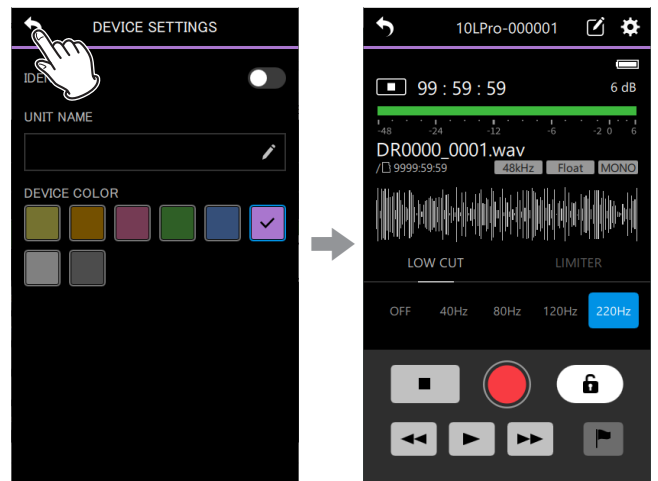 DEVICE SETTINGS
UNIT NAME
DEVICE COLOR
10LPro-000001
99 : 59 : 59
6 dB
-48 -24 -12 -6 -2 0 6
DR0000_0001.wav
/ 9999:59:59 48kHz Float MONO
LOW CUT LIMITER
OFF 40Hz 80Hz 120Hz 220Hz